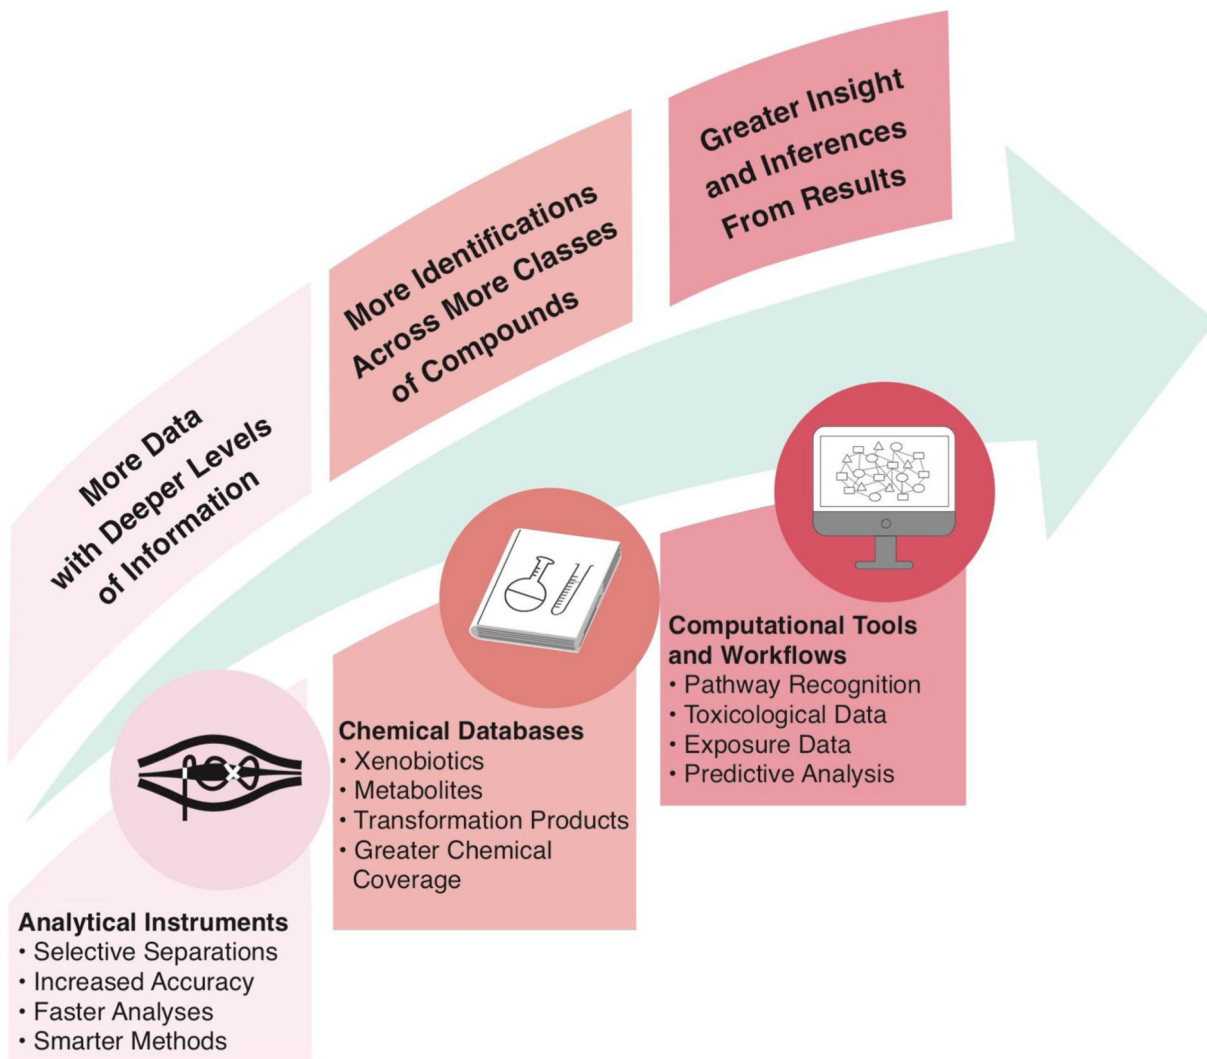 More Data
with Deeper Levels
of Information
More Identifications
Across More Classes
of Compounds
Greater Insight
and Inferences
From Results
Analytical Instruments
• Selective Separations
• Increased Accuracy
• Faster Analyses
• Smarter Methods
Chemical Databases
• Xenobiotics
• Metabolites
• Transformation Products
• Greater Chemical
Coverage
Computational Tools
and Workflows
• Pathway Recognition
• Toxicological Data
• Exposure Data
• Predictive Analysis